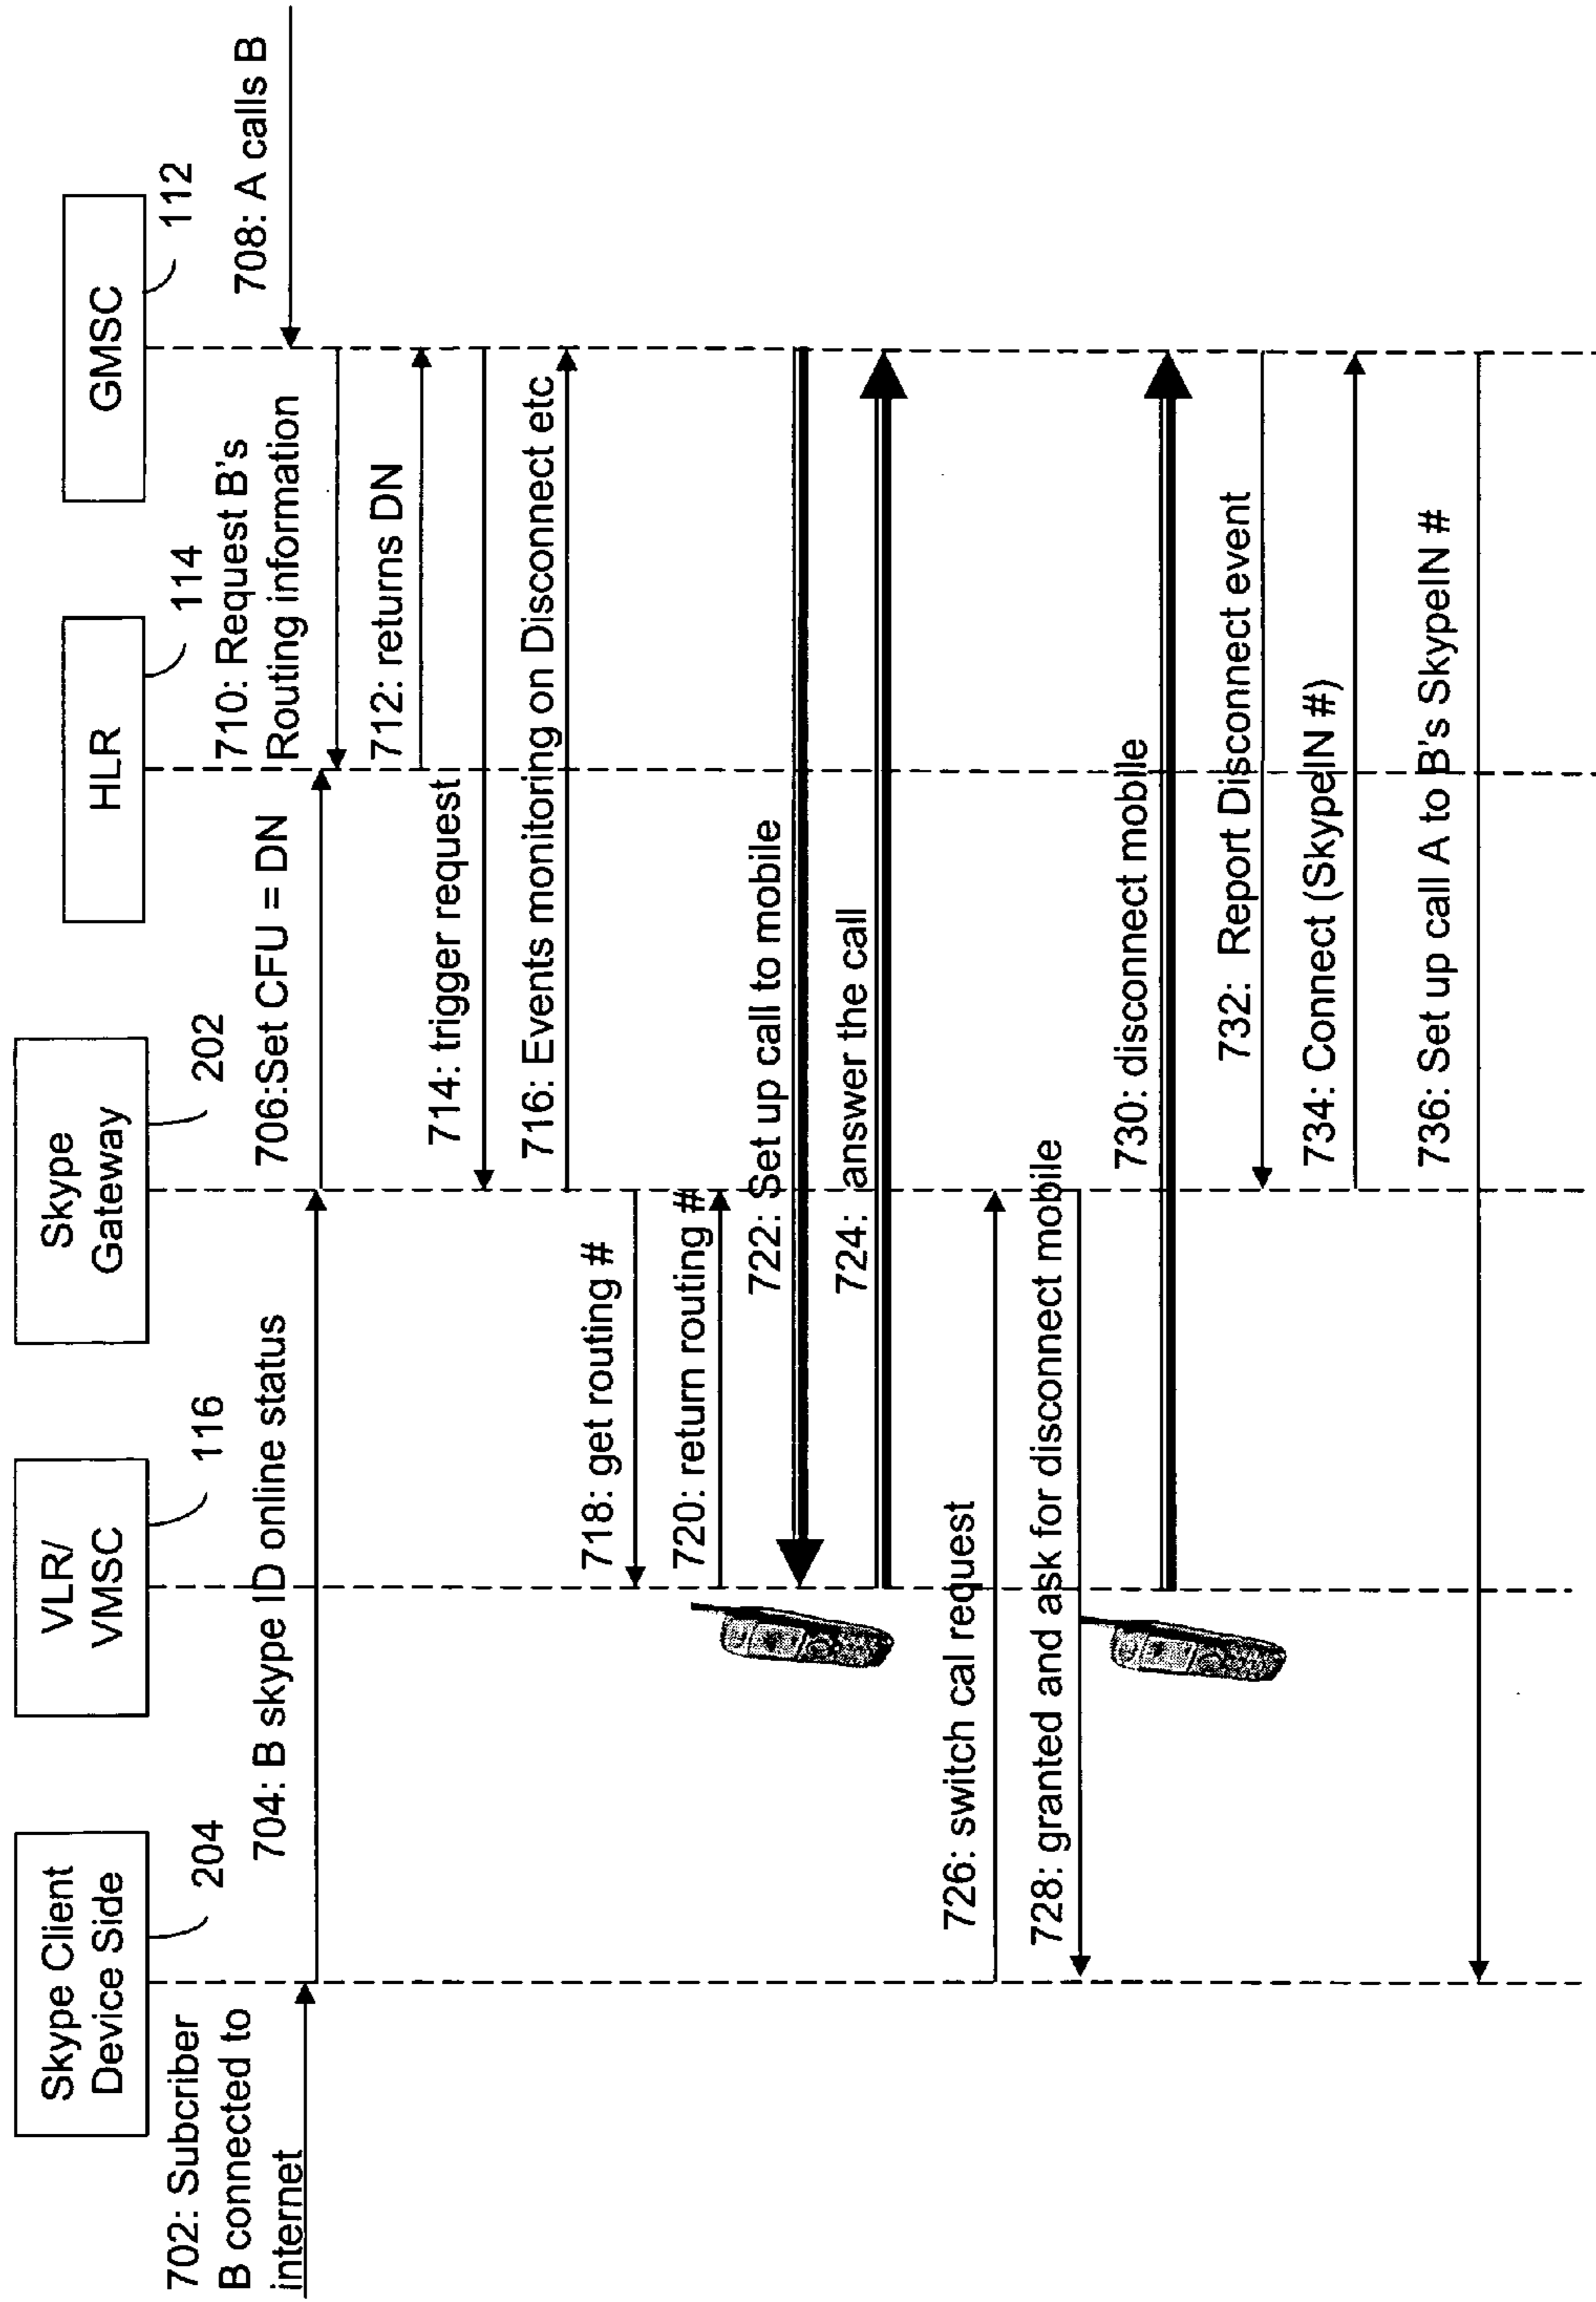 Skype Client
Device Side
204
VLR/
VMSC
116
Skype
Gateway
202
HLR
114
GMSC
112
702: Subcriber
B connected to
internet
704: B skype ID online status
706:Set CFU = DN
708: A calls B
710: Request B's
Routing information
712: returns DN
714: trigger request
716: Events monitoring on Disconnect etc
718: get routing #
720: return routing #
722: Set up call to mobile
724: answer the call
726: switch cal request
728: granted and ask for disconnect mobile
730: disconnect mobile
732: Report Disconnect event
734: Connect (SkypeIN #)
736: Set up call A to B's SkypeIN #